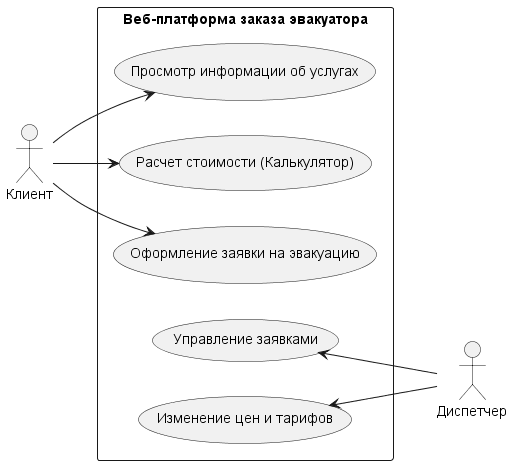 Веб-платформа заказа эвакуатора
Просмотр информации об услугах
Расчет стоимости (Калькулятор)
Клиент
Оформление заявки на эвакуацию
Управление заявками
Диспетчер
Изменение цен и тарифов